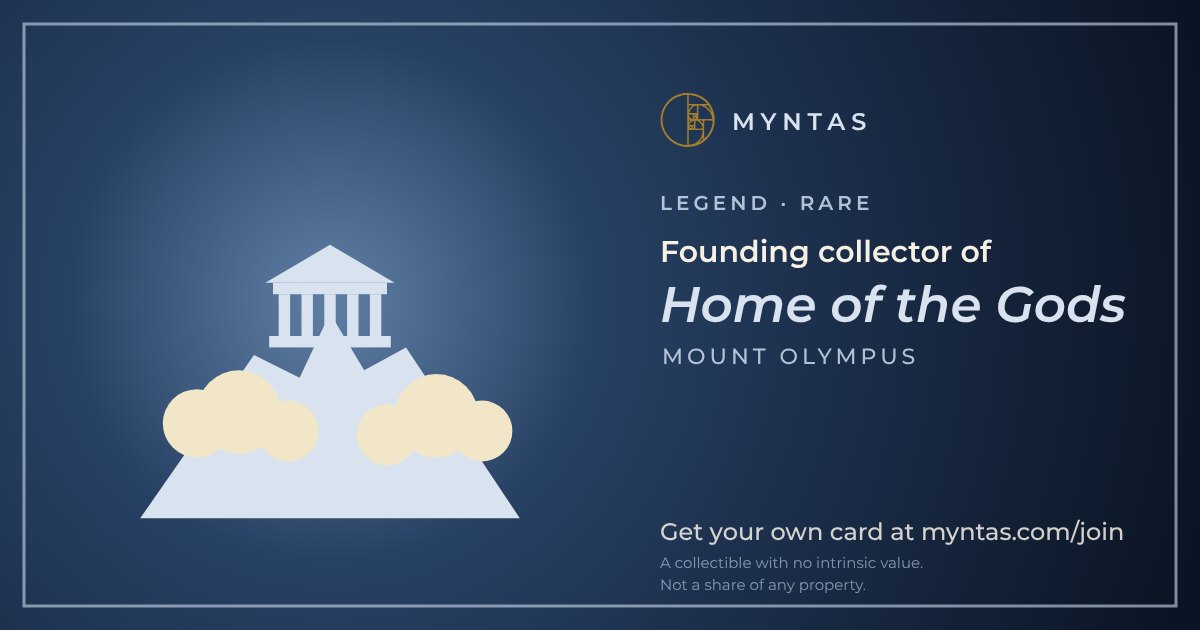 MYNTAS
LEGEND · RARE
Founding collector of
Home of the Gods
MOUNT OLYMPUS
Get your own card at myntas.com/join
A collectible with no intrinsic value.
Not a share of any property.